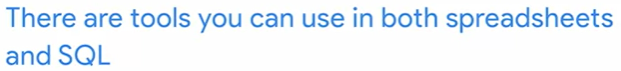 There are tools you can use in both spreadsheets
and SQL